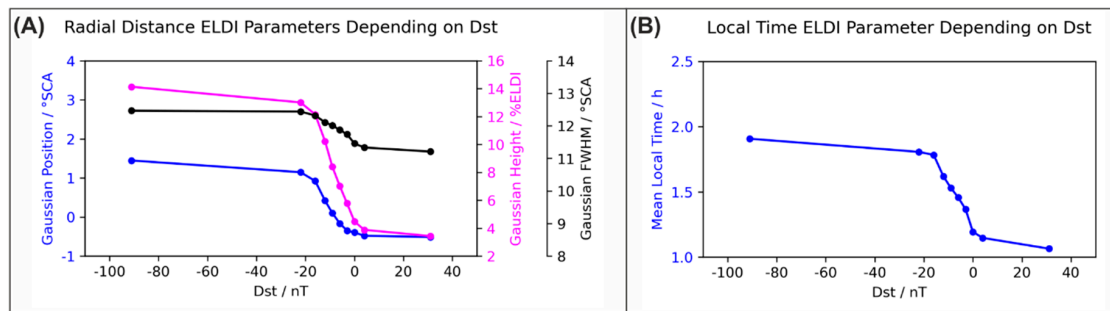 (A) Radial Distance ELDI Parameters Depending on Dst
4
3
2
1
0
-1
Gaussian Position / °SCA
16
14
12
10
8
6
4
2
Gaussian Height / %ELDI
14
13
12
11
10
9
8
Gaussian FWHM / °SCA
-100 -80 -60 -40 -20 0 20 40
Dst / nT
(B) Local Time ELDI Parameter Depending on Dst
2.5
2.0
1.5
1.0
Mean Local Time / h
-100 -80 -60 -40 -20 0 20 40
Dst / nT